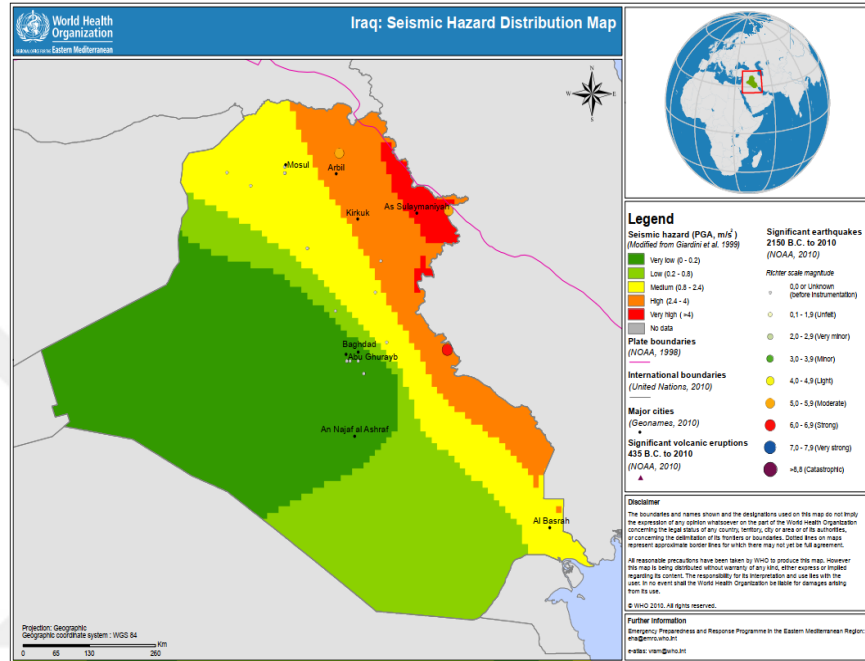 World Health
Organization
Eastern Mediterranean
Iraq: Seismic Hazard Distribution Map
Mosul
Arbil
Kirkuk
As Sulaymaniyah
Baghdad
Abu Ghurayb
An Najaf al Ashraf
Al Basrah
N
W
E
S
Projection: Geographic
Geographic coordinate system : WGS 84
Km
0 65 130 260
Legend
Seismic hazard (PGA, m/s²)
(Modified from Giardini et al. 1999)
Very low (0 - 0.2)
Low (0.2 - 0.8)
Medium (0.8 - 2.4)
High (2.4 - 4)
Very high ( >4)
No data
Plate boundaries
(NOAA, 1998)
International boundaries
(United Nations, 2010)
Major cities
(Geonames, 2010)
Significant volcanic eruptions
435 B.C. to 2010
(NOAA, 2010)
Significant earthquakes
2150 B.C. to 2010
(NOAA, 2010)
Richter scale magnitude
0,0 or Unknown
(before Instrumentation)
0,1 - 1,9 (Unfelt)
2,0 - 2,9 (Very minor)
3,0 - 3,9 (Minor)
4,0 - 4,9 (Light)
5,0 - 5,9 (Moderate)
6,0 - 6,9 (Strong)
7,0 - 7,9 (Very strong)
>8,8 (Catastrophic)
Disclaimer
The boundaries and names shown and the designations used on this map do not imply
the expression of any opinion whatsoever on the part of the World Health Organization
concerning the legal status of any country, territory, city or area or of its authorities,
or concerning the delimitation of its frontiers or boundaries. Dotted lines on maps
represent approximate border lines for which there may not yet be full agreement.
All reasonable precautions have been taken by WHO to produce this map. However
this map is being distributed without warranty of any kind, either express or implied
regarding its content. The responsibility for its interpretation and use lies with the
user. In no event shall the World Health Organization be liable for damages arising
from its use.
© WHO 2010. All rights reserved.
Further Information
Emergency Preparedness and Response Programme in the Eastern Mediterranean Region:
eha@emro.who.int
e-atlas: vram@who.int